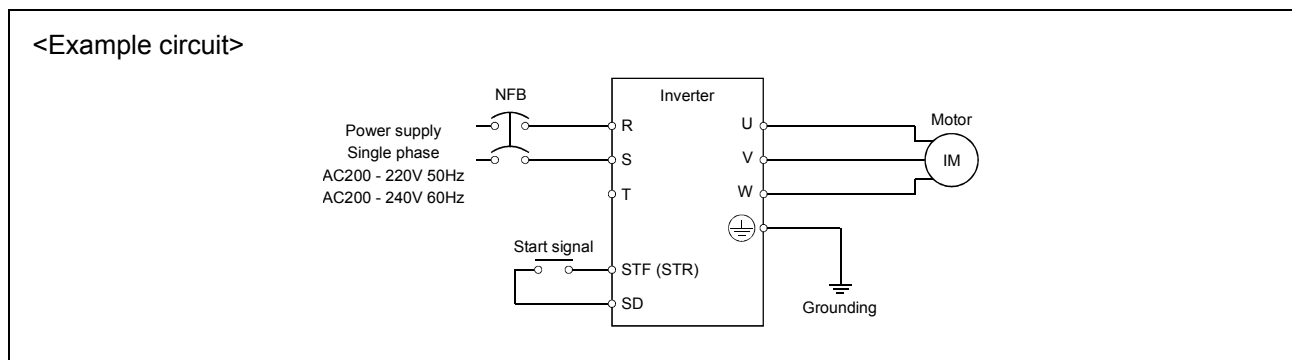 <Example circuit>
NFB
Inverter
Power supply
Single phase
AC200 - 220V 50Hz
AC200 - 240V 60Hz
R
S
T
U
V
W
Motor
IM
Start signal
STF (STR)
SD
Grounding